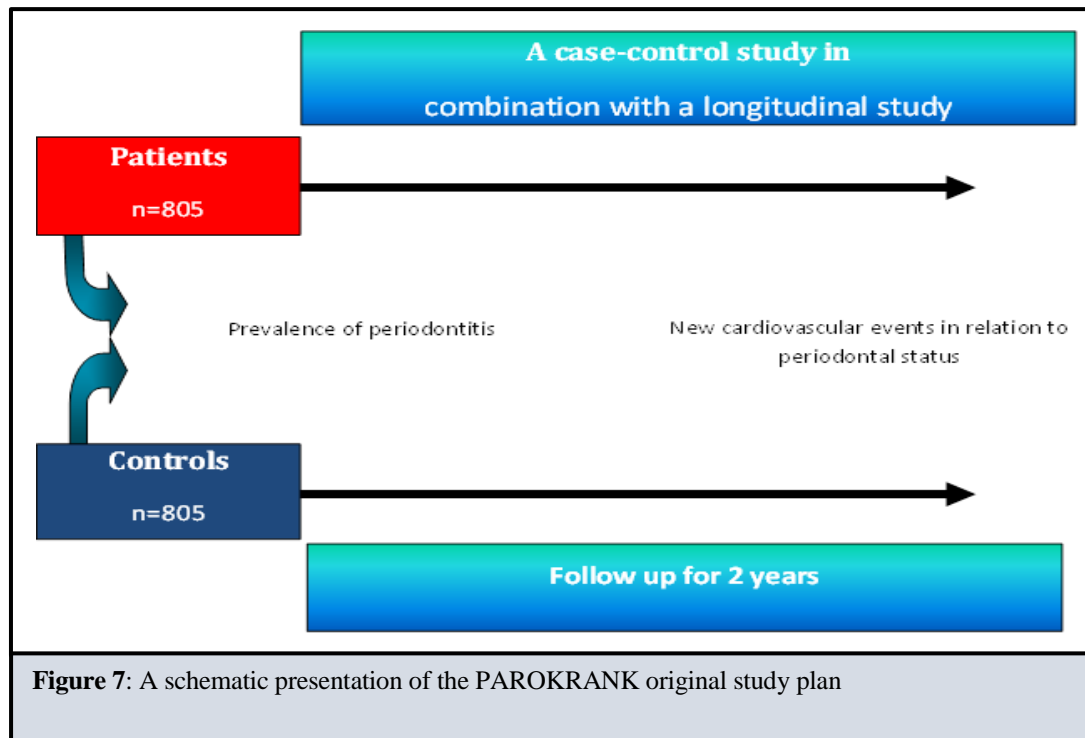 A case-control study in
combination with a longitudinal study
Patients
n=805
Prevalence of periodontitis
New cardiovascular events in relation to
periodontal status
Controls
n=805
Follow up for 2 years
Figure 7: A schematic presentation of the PAROKRANK original study plan